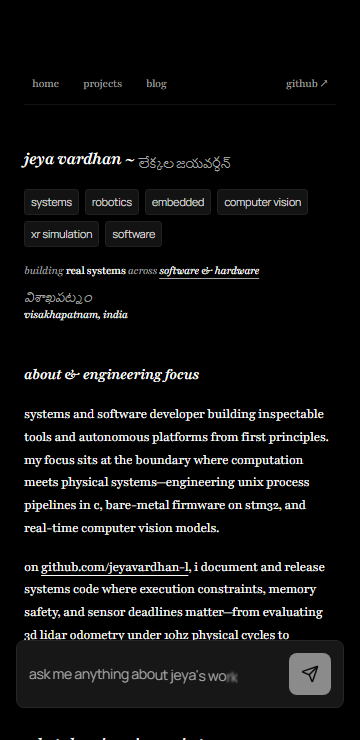 home projects blog github ↗
jeya vardhan ~ లేక్కల జయవర్ధన్
systems robotics embedded computer vision
xr simulation software
building real systems across software & hardware
విశాఖపట్నం
visakhapatnam, india
about & engineering focus
systems and software developer building inspectable
tools and autonomous platforms from first principles.
my focus sits at the boundary where computation
meets physical systems—engineering unix process
pipelines in c, bare-metal firmware on stm32, and
real-time computer vision models.
on github.com/jeyavardhan-l, i document and release
systems code where execution constraints, memory
safety, and sensor deadlines matter—from evaluating
3d lidar odometry under 10hz physical cycles to
ask me anything about jeya's work